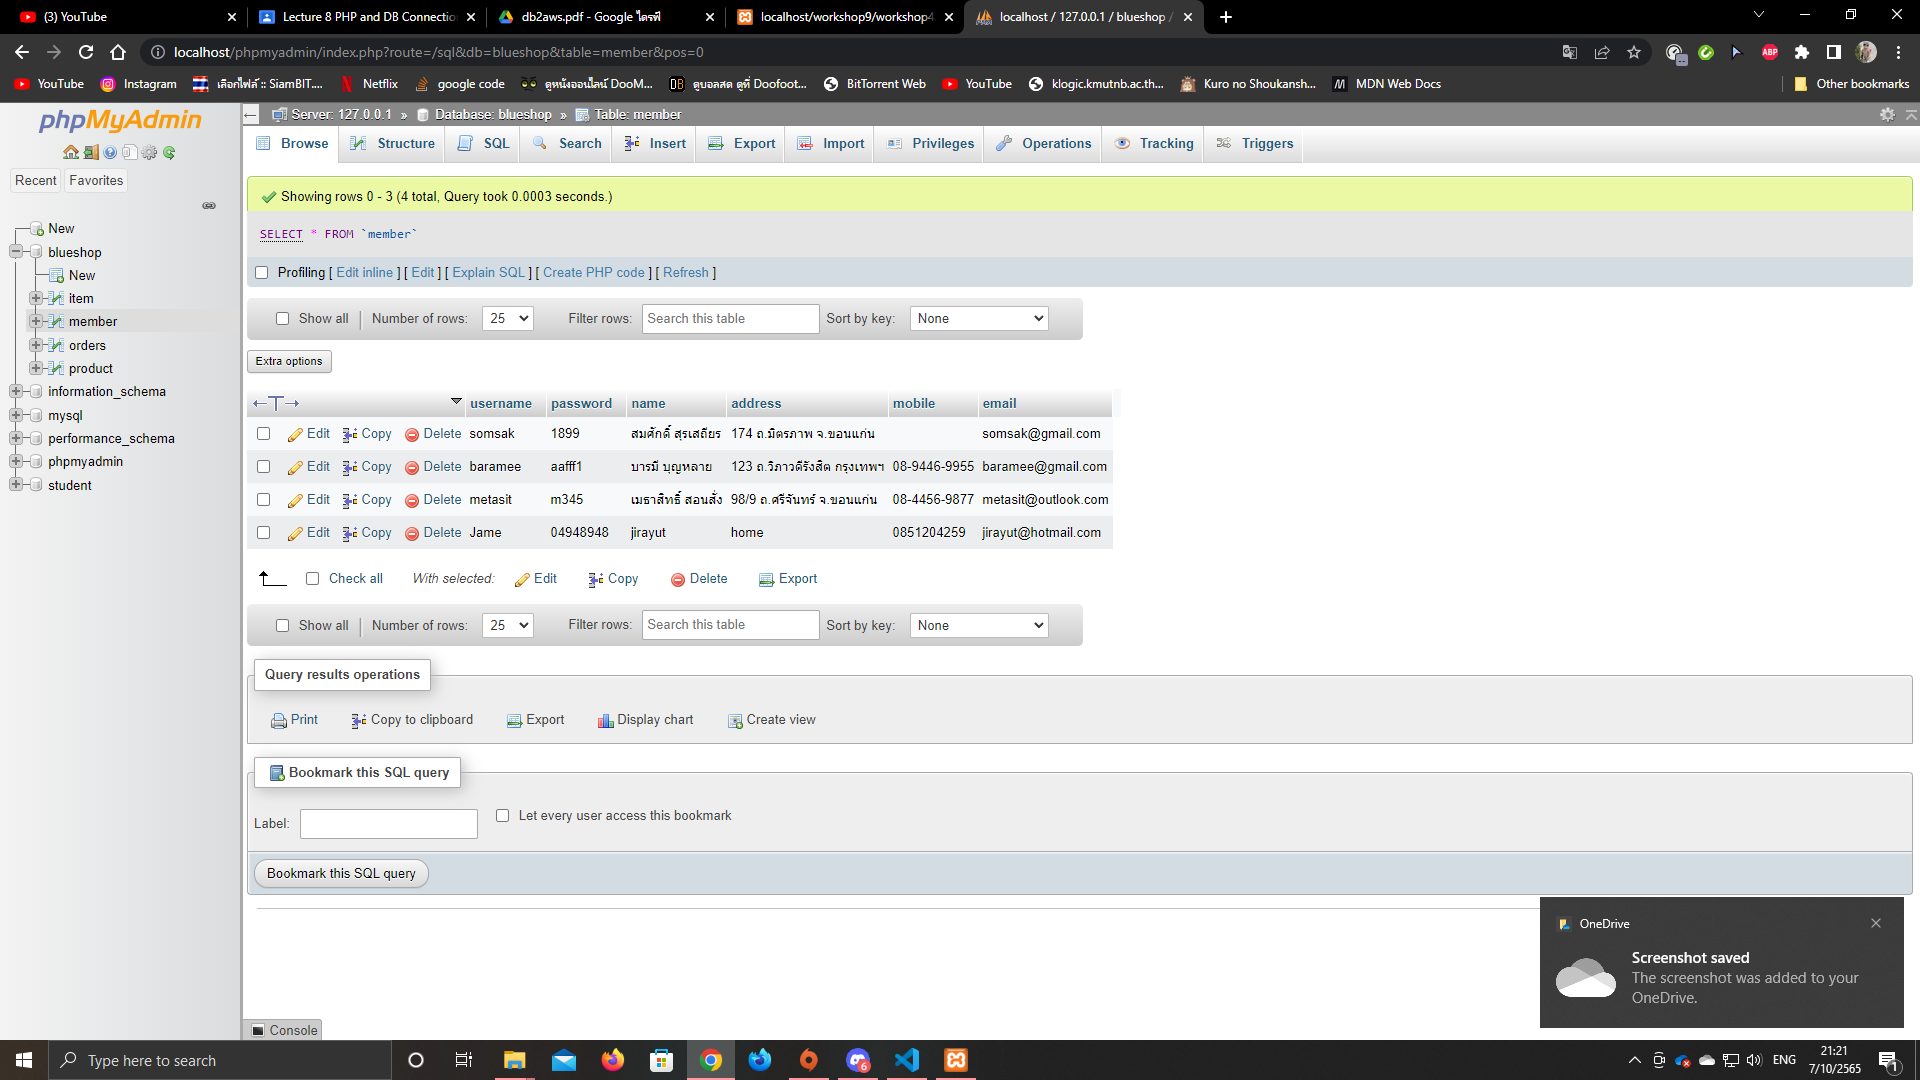 (3) YouTube
Lecture 8 PHP and DB Connectio
db2aws.pdf - Google ไดรฟ์
localhost/workshop9/workshop4
localhost / 127.0.0.1 / blueshop /
localhost/phpmyadmin/index.php?route=/sql&db=blueshop&table=member&pos=0
YouTube
Instagram
เลือกไฟล์ :: SiamBIT....
Netflix
google code
ดูหนังออนไลน์ DooM...
ดูบอลสด ดูที่ Doofoot...
BitTorrent Web
YouTube
klogic.kmutnb.ac.th...
Kuro no Shoukansh...
MDN Web Docs
Other bookmarks
phpMyAdmin
Recent
Favorites
New
blueshop
New
item
member
orders
product
information_schema
mysql
performance_schema
phpmyadmin
student
Server: 127.0.0.1 » Database: blueshop » Table: member
Browse Structure SQL Search Insert Export Import Privileges Operations Tracking Triggers
Showing rows 0 - 3 (4 total, Query took 0.0003 seconds.)
SELECT * FROM `member`
Profiling [ Edit inline ] [ Edit ] [ Explain SQL ] [ Create PHP code ] [ Refresh ]
Show all Number of rows: 25 Filter rows: Search this table Sort by key: None
Extra options
←T→ username password name address mobile email
Edit Copy Delete somsak 1899 สมศักดิ์ สุรเสถียร 174 ถ.มิตรภาพ จ.ขอนแก่น somsak@gmail.com
Edit Copy Delete baramee aafff1 บารมี บุญหลาย 123 ถ.วิภาวดีรังสิต กรุงเทพฯ 08-9446-9955 baramee@gmail.com
Edit Copy Delete metasit m345 เมธาสิทธิ์ สอนสั่ง 98/9 ถ.ศรีจันทร์ จ.ขอนแก่น 08-4456-9877 metasit@outlook.com
Edit Copy Delete Jame 04948948 jirayut home 0851204259 jirayut@hotmail.com
Check all With selected: Edit Copy Delete Export
Show all Number of rows: 25 Filter rows: Search this table Sort by key: None
Query results operations
Print Copy to clipboard Export Display chart Create view
Bookmark this SQL query
Label: Let every user access this bookmark
Bookmark this SQL query
OneDrive
Screenshot saved
The screenshot was added to your
OneDrive.
Console
Type here to search
6
ENG
21:21
7/10/2565
1
ABP
DB